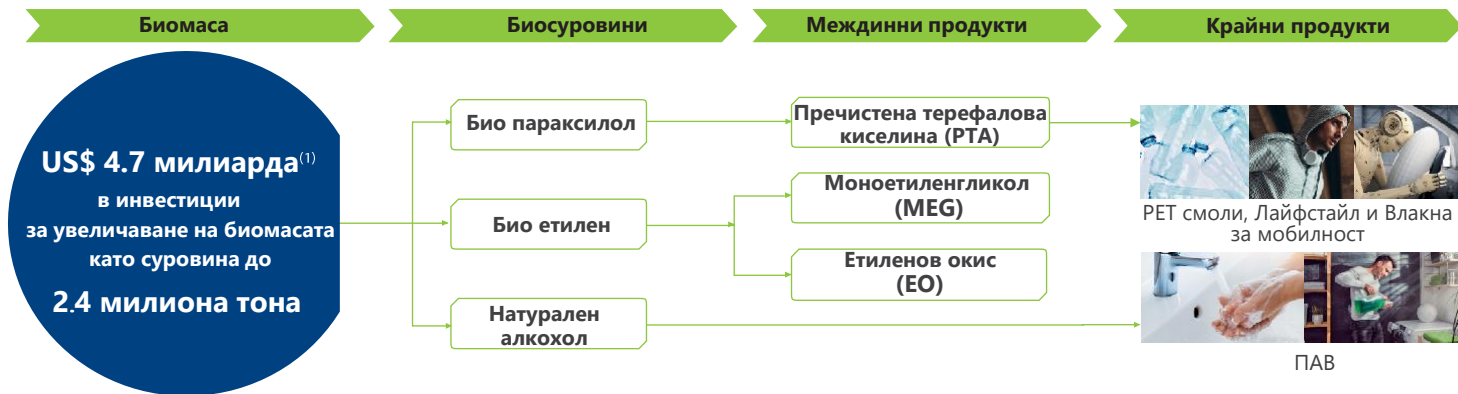 Биомаса
Биосуровини
Междинни продукти
Крайни продукти
US$ 4.7 милиарда(1)
в инвестиции
за увеличаване на биомасата
като суровина до
2.4 милиона тона
Био параксилол
Био етилен
Натурален
алкохол
Пречистена терефалова
киселина (PTA)
Моноетиленгликол
(MEG)
Етиленов окис
(EO)
PET смоли, Лайфстайл и Влакна
за мобилност
ПАВ